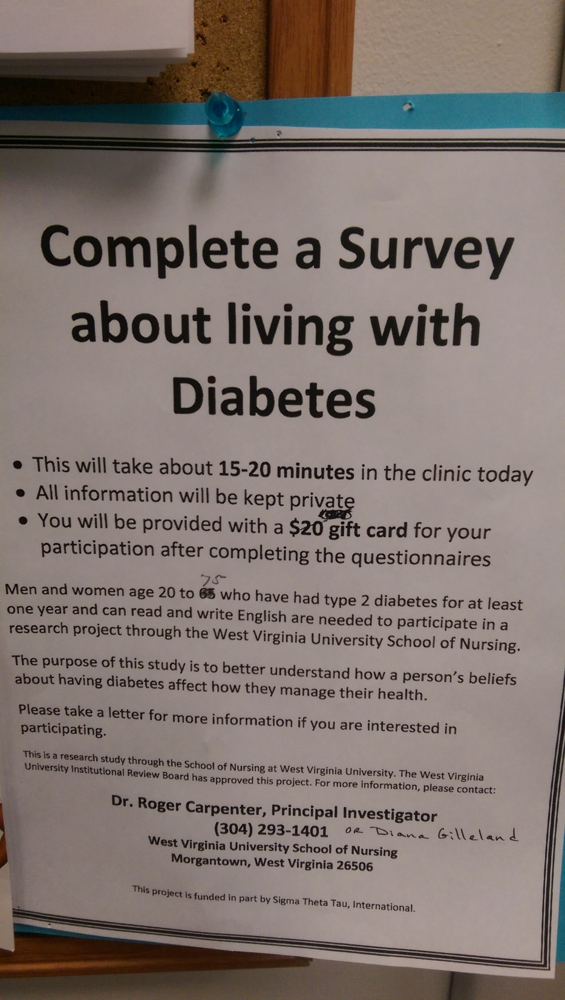 Complete a Survey
about living with
Diabetes
• This will take about 15-20 minutes in the clinic today
• All information will be kept private
• You will be provided with a $20 gift card for your
participation after completing the questionnaires
75
Men and women age 20 to 65 who have had type 2 diabetes for at least
one year and can read and write English are needed to participate in a
research project through the West Virginia University School of Nursing.
The purpose of this study is to better understand how a person's beliefs
about having diabetes affect how they manage their health.
Please take a letter for more information if you are interested in
participating.
This is a research study through the School of Nursing at West Virginia University. The West Virginia
University Institutional Review Board has approved this project. For more information, please contact:
Dr. Roger Carpenter, Principal Investigator
(304) 293-1401 OR Diana Gilleland
West Virginia University School of Nursing
Morgantown, West Virginia 26506
This project is funded in part by Sigma Theta Tau, International.